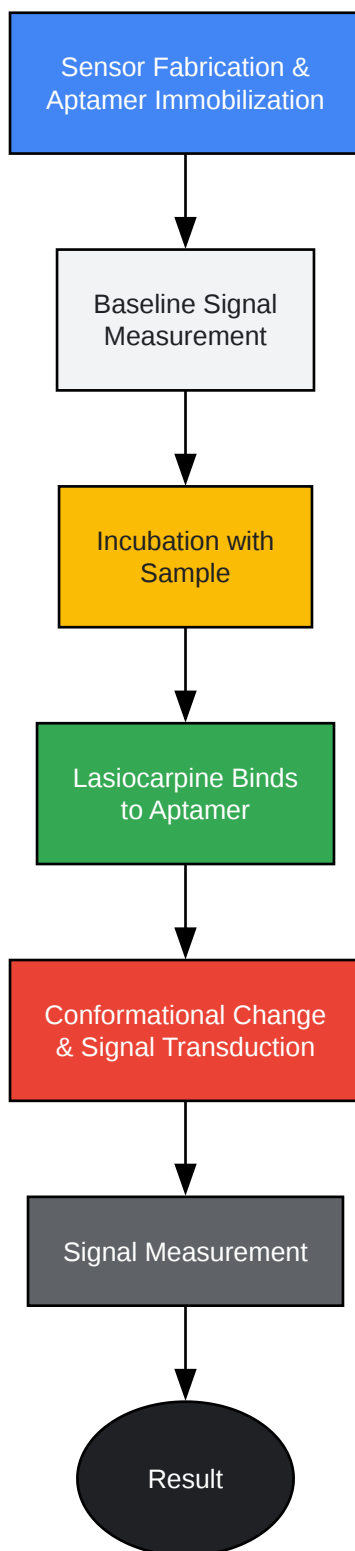 Sensor Fabrication &
Aptamer Immobilization
Baseline Signal
Measurement
Incubation with
Sample
Lasiocarpine Binds
to Aptamer
Conformational Change
& Signal Transduction
Signal Measurement
Result